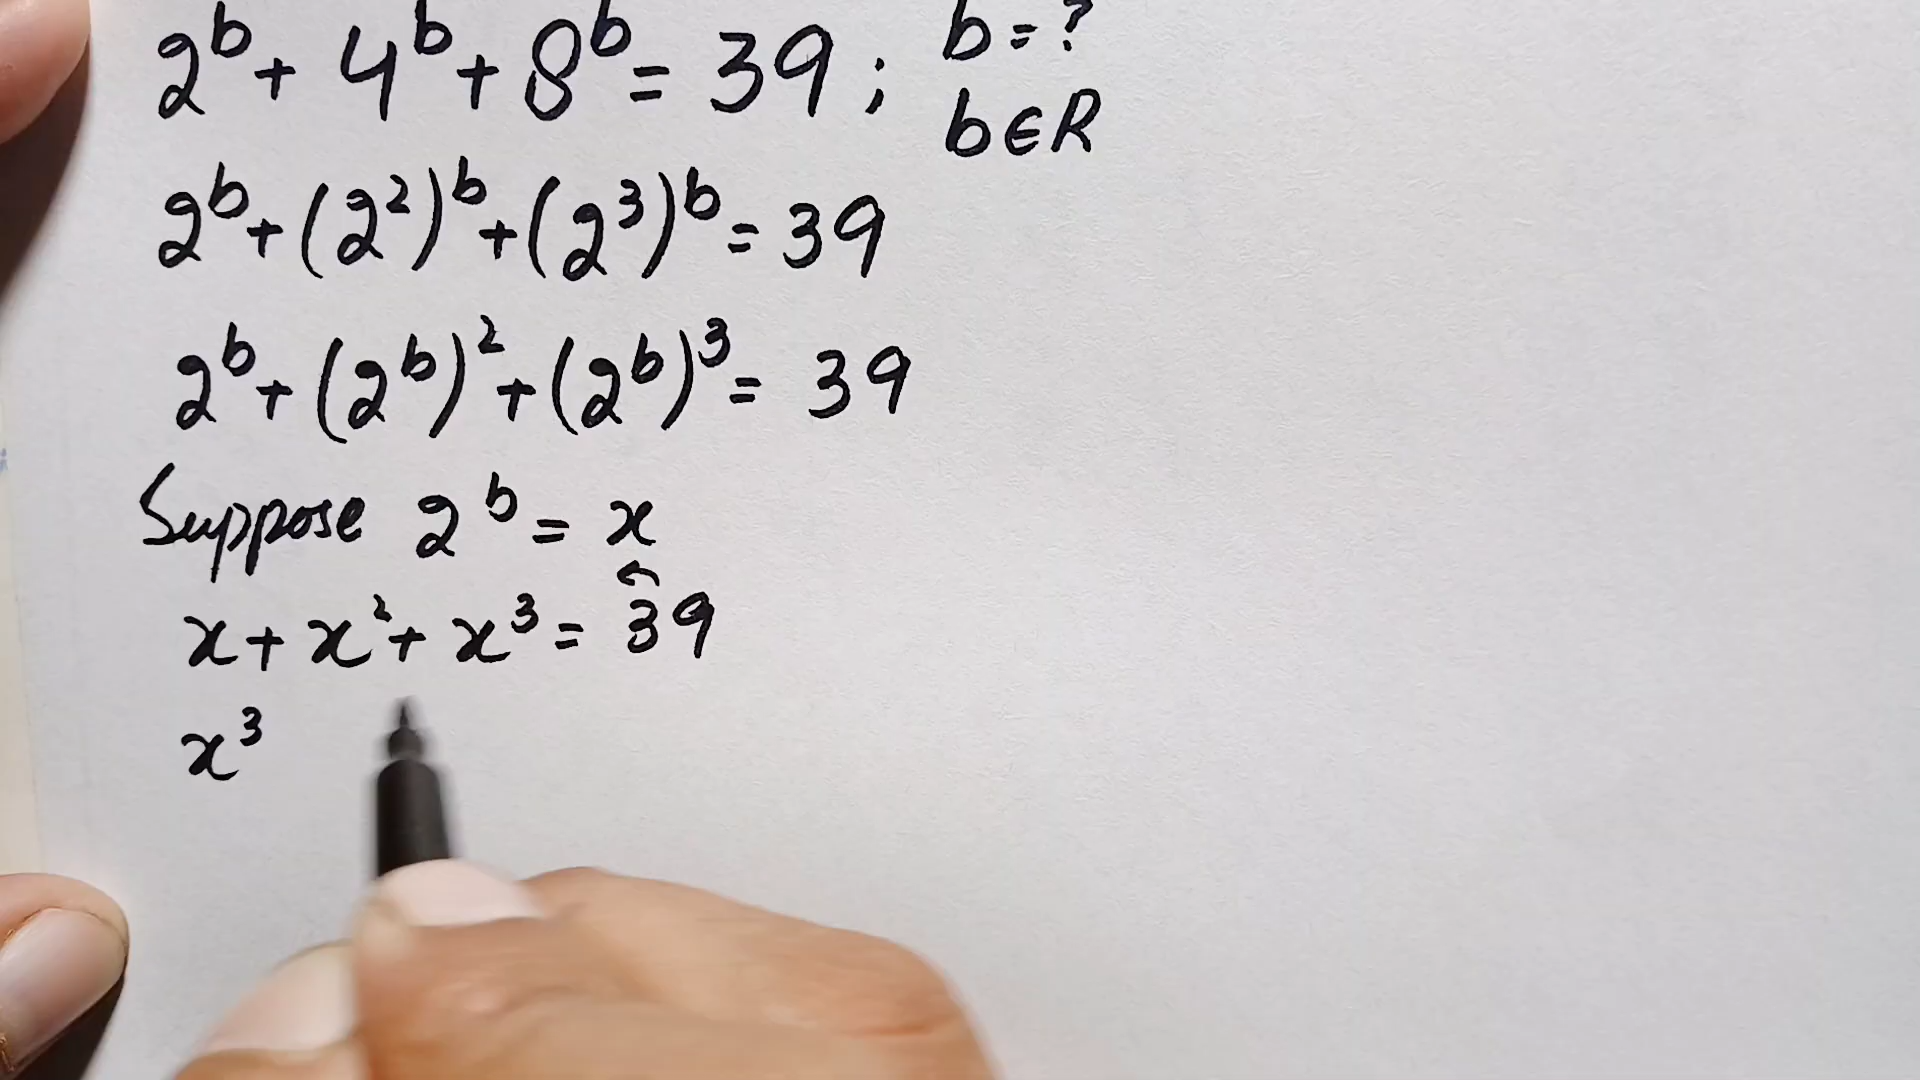 2^b + 4^b + 8^b = 39 ; b = ?
b ∈ R
2^b + (2^2)^b + (2^3)^b = 39
2^b + (2^b)^2 + (2^b)^3 = 39
Suppose 2^b = x
x + x^2 + x^3 = 39
x^3